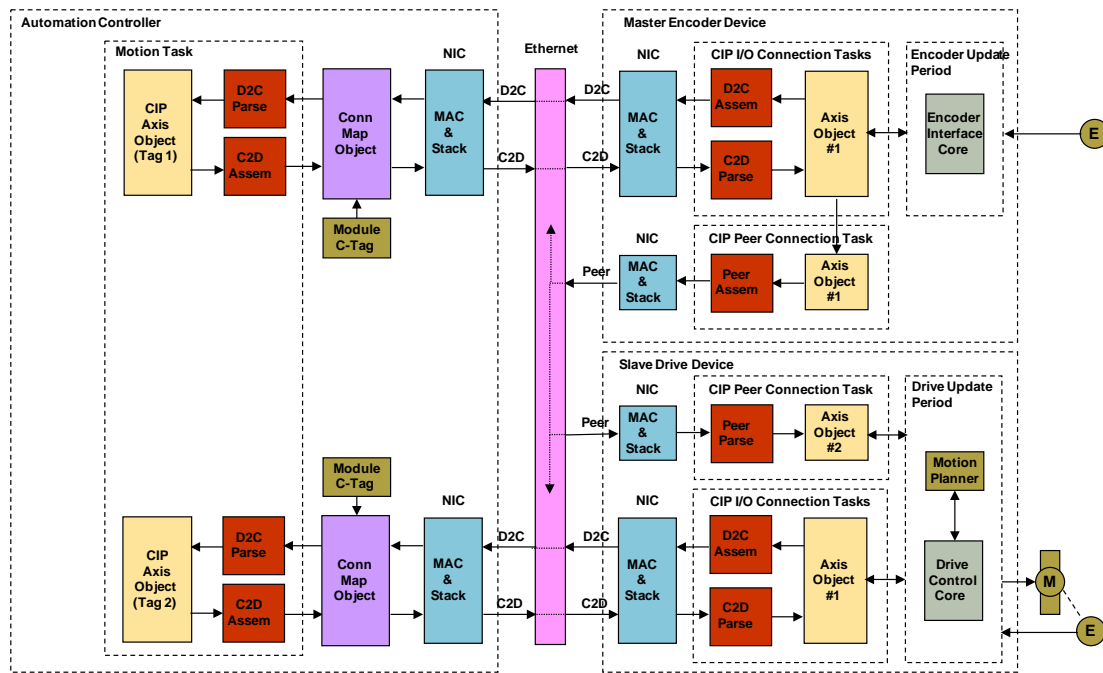 Automation Controller
Motion Task
NIC
Ethernet
Master Encoder Device
NIC
CIP I/O Connection Tasks
Encoder Update
Period
CIP
Axis
Object
(Tag 1)
D2C
Parse
C2D
Assem
Conn
Map
Object
MAC
&
Stack
D2C
C2D
D2C
C2D
MAC
&
Stack
D2C
Assem
C2D
Parse
Axis
Object
#1
Encoder
Interface
Core
E
Module
C-Tag
NIC
CIP Peer Connection Task
Peer
MAC
&
Stack
Peer
Assem
Axis
Object
#1
Slave Drive Device
NIC
CIP Peer Connection Task
Drive Update
Period
Peer
MAC
&
Stack
Peer Parse
Axis
Object
#2
Motion
Planner
Module
C-Tag
NIC
NIC
CIP I/O Connection Tasks
CIP
Axis
Object
(Tag 2)
D2C
Parse
C2D
Assem
Conn
Map
Object
MAC
&
Stack
D2C
C2D
D2C
C2D
MAC
&
Stack
D2C
Assem
C2D
Parse
Axis
Object
#1
Drive
Control
Core
M
E